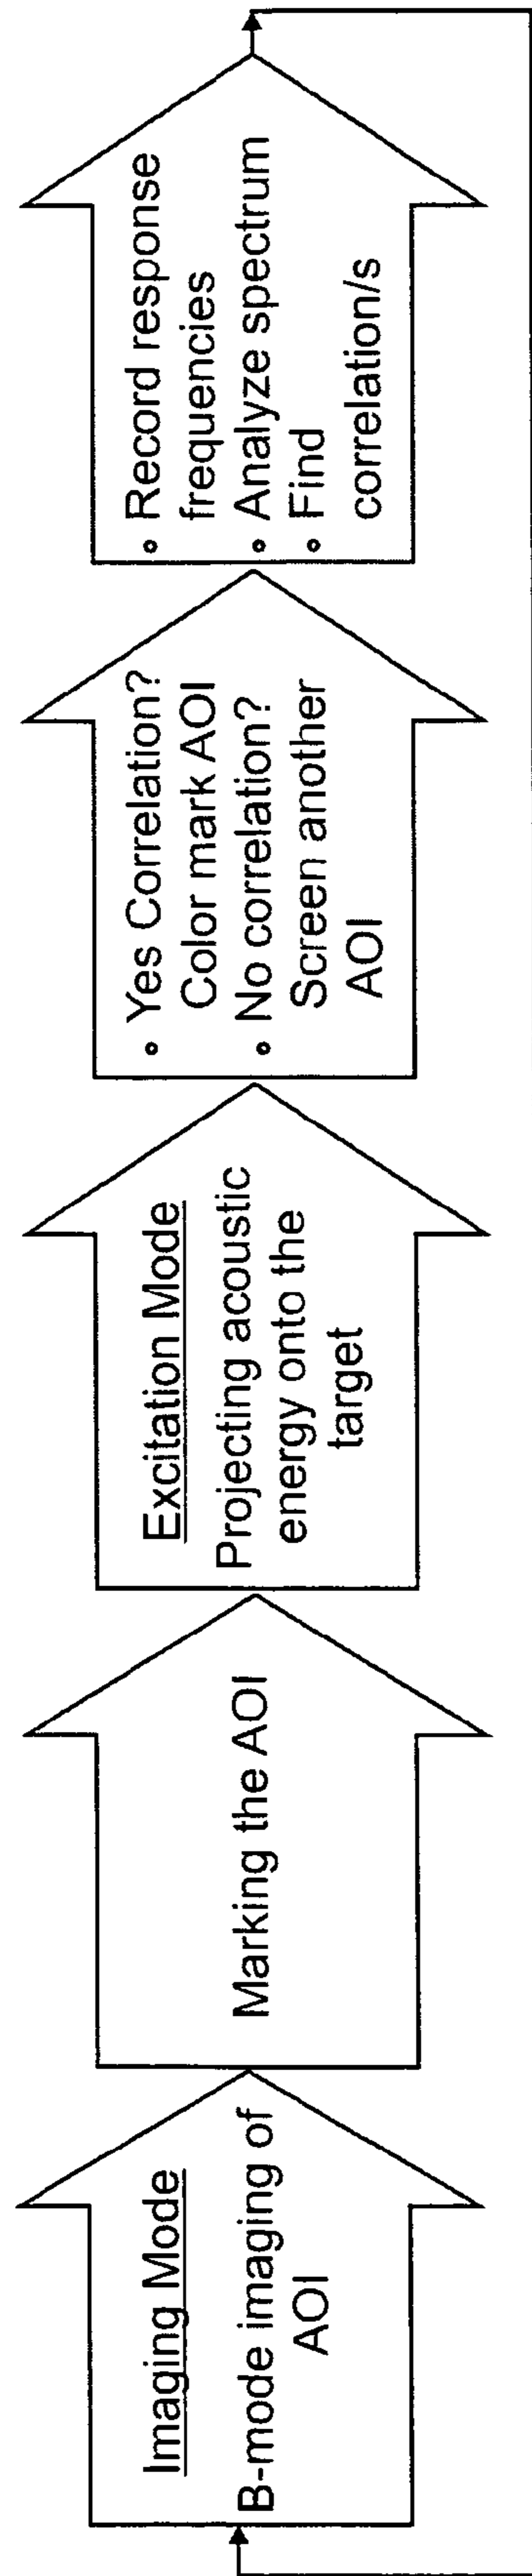 Imaging Mode
B-mode imaging of
AOI
Marking the AOI
Excitation Mode
Projecting acoustic
energy onto the
target
• Yes Correlation?
Color mark AOI
• No correlation?
Screen another
AOI
• Record response
frequencies
• Analyze spectrum
• Find
correlation/s